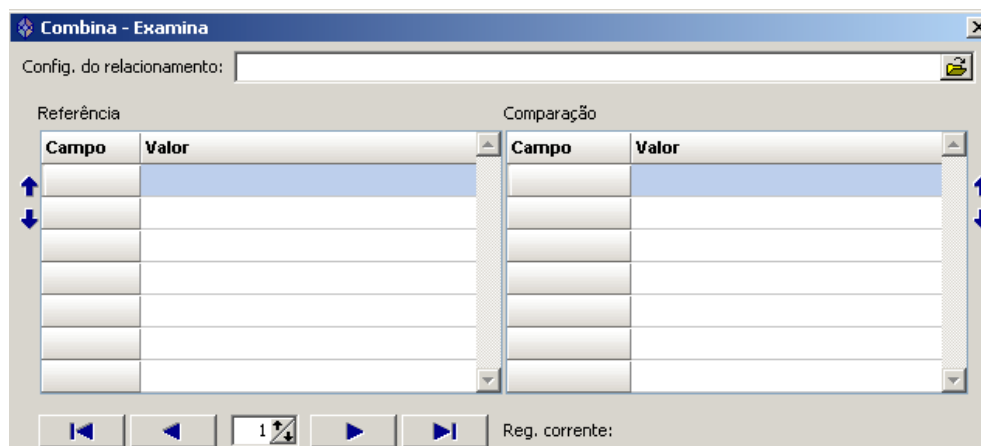 Combina - Examina
Config. do relacionamento:
Referência Comparação
Campo Valor Campo Valor
1 Reg. corrente: